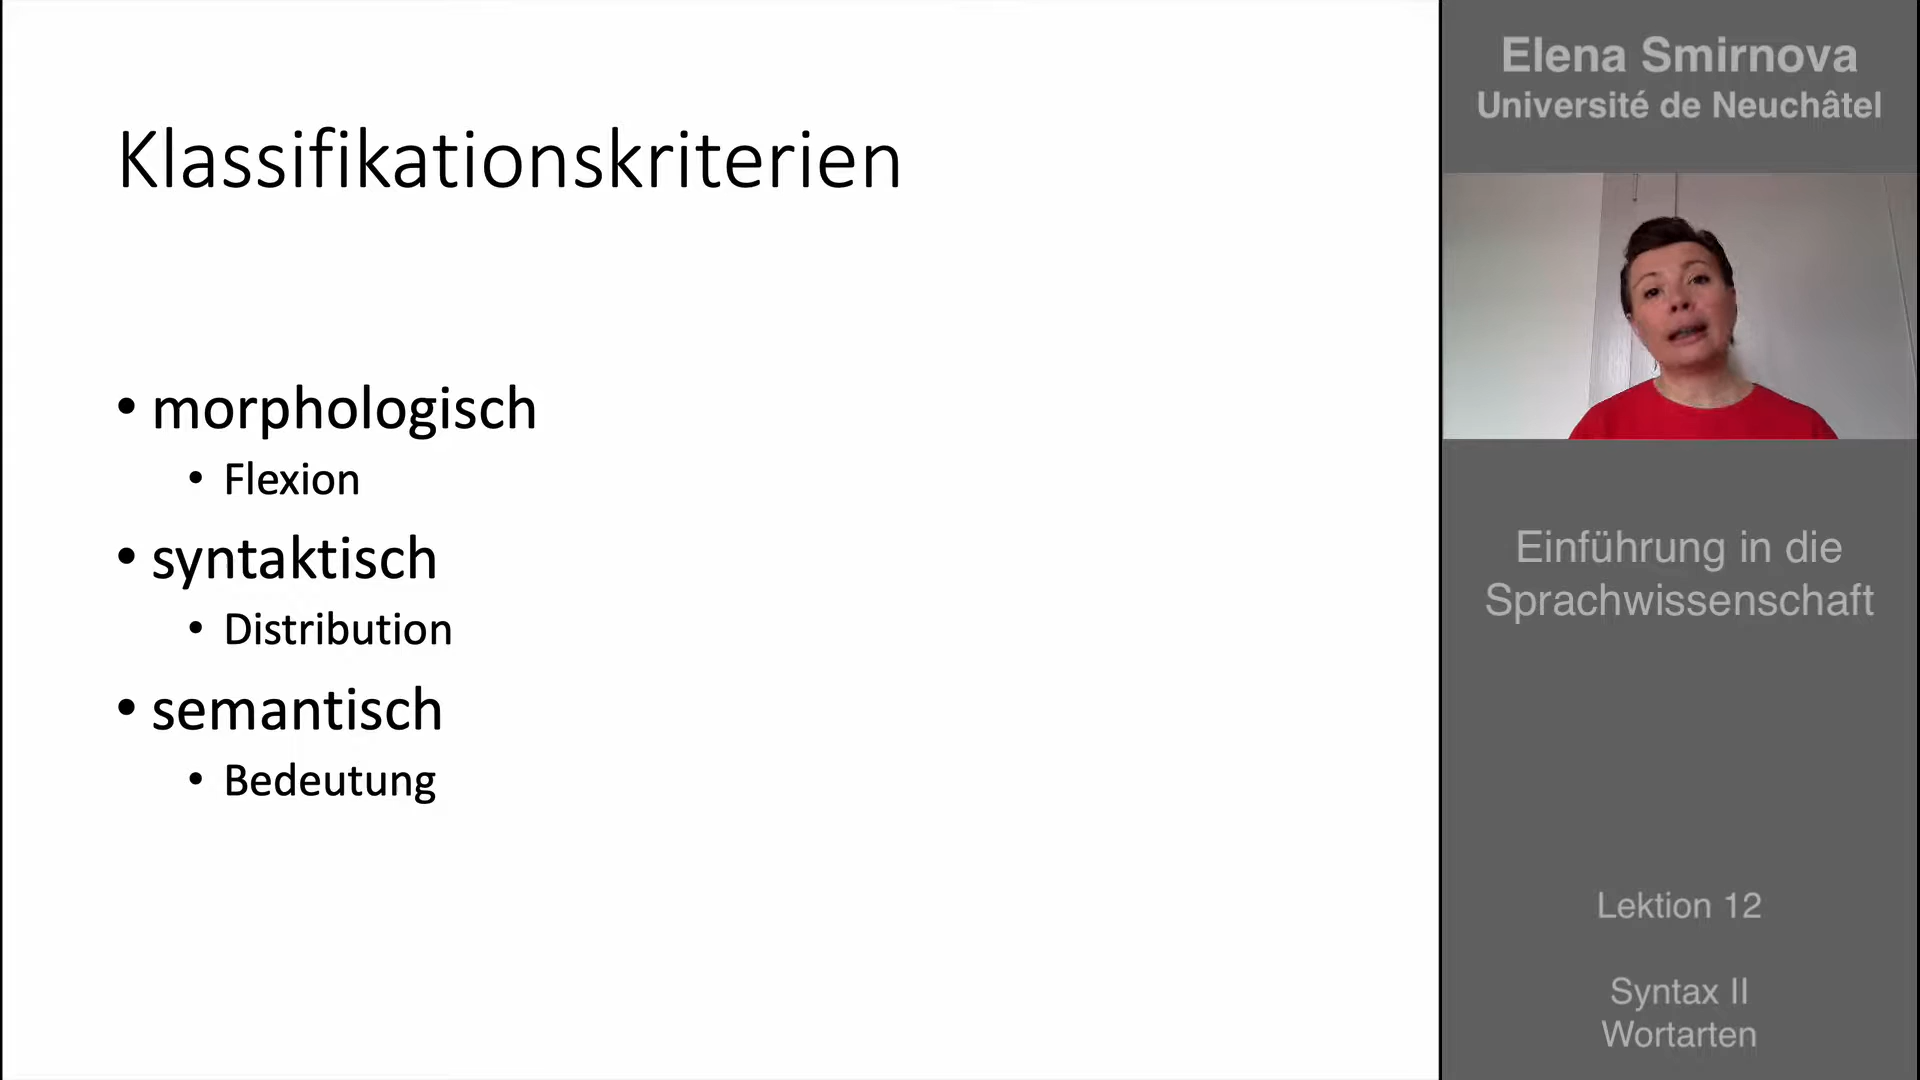 Klassifikationskriterien
• morphologisch
• Flexion
• syntaktisch
• Distribution
• semantisch
• Bedeutung
Elena Smirnova
Université de Neuchâtel
Einführung in die
Sprachwissenschaft
Lektion 12
Syntax II
Wortarten